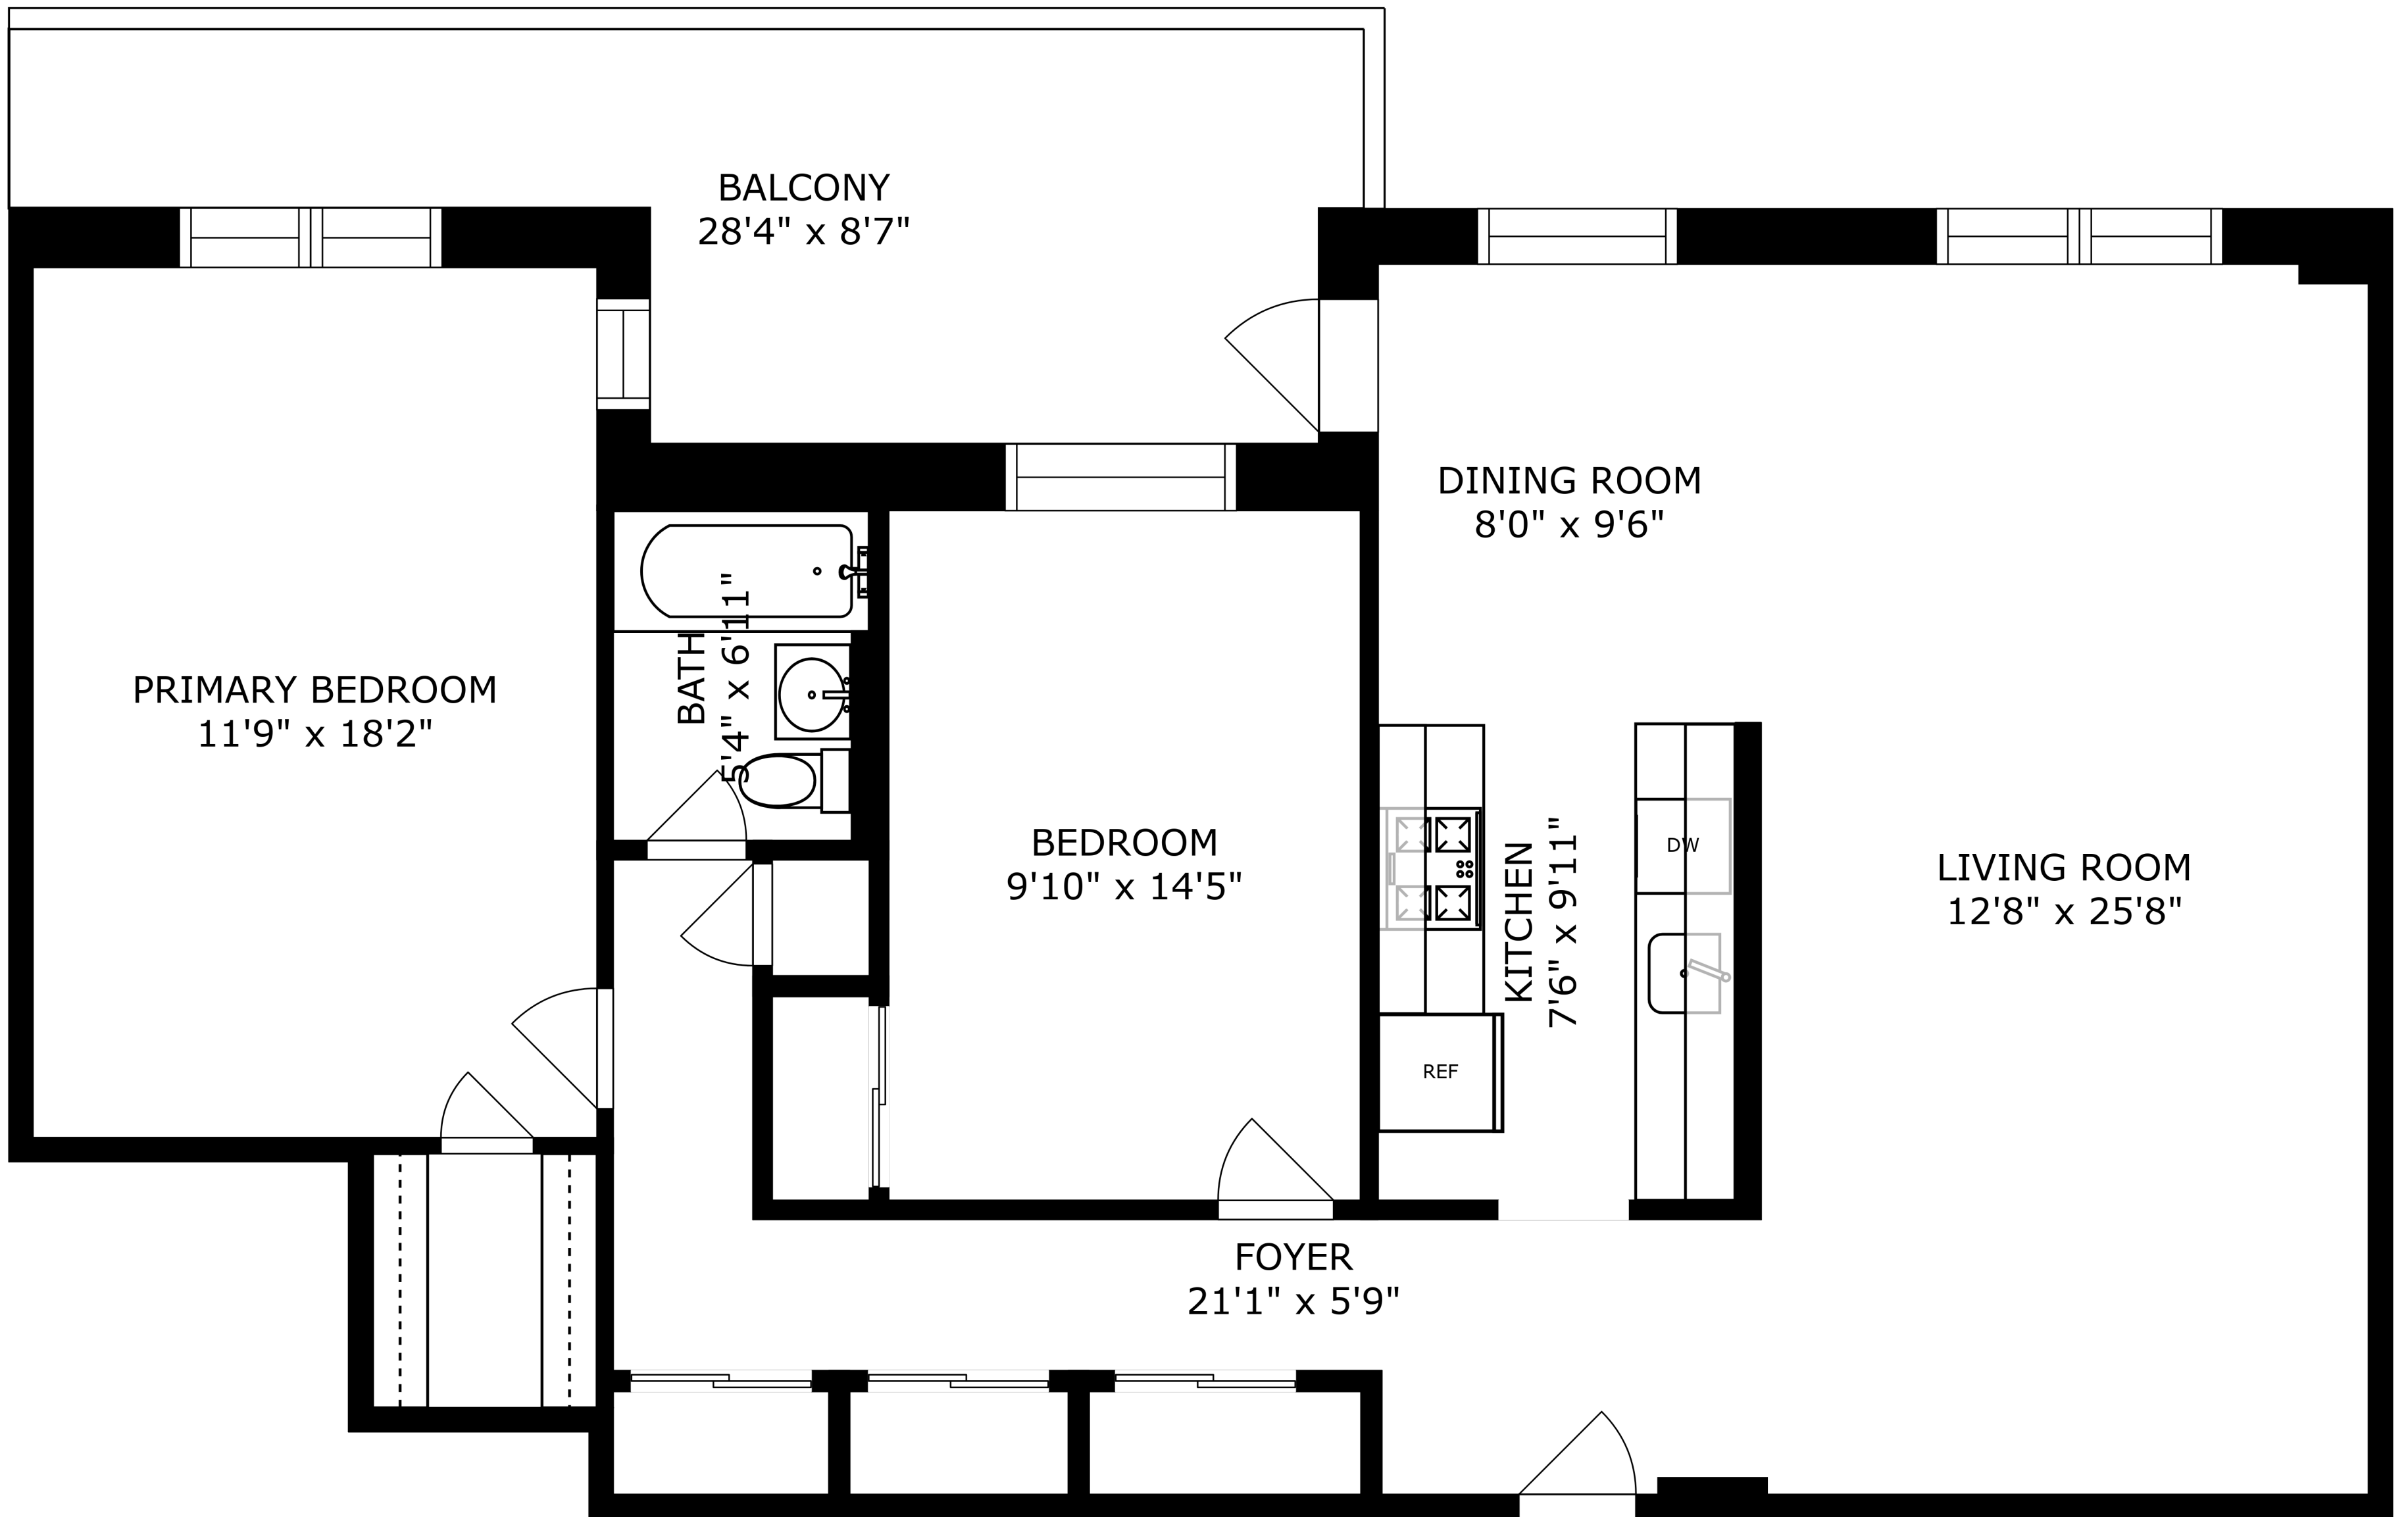 BALCONY
28'4" x 8'7"
DINING ROOM
8'0" x 9'6"
BATH
5'4" x 6'11"
PRIMARY BEDROOM
11'9" x 18'2"
BEDROOM
9'10" x 14'5"
KITCHEN
7'6" x 9'11"
DW
LIVING ROOM
12'8" x 25'8"
REF
FOYER
21'1" x 5'9"